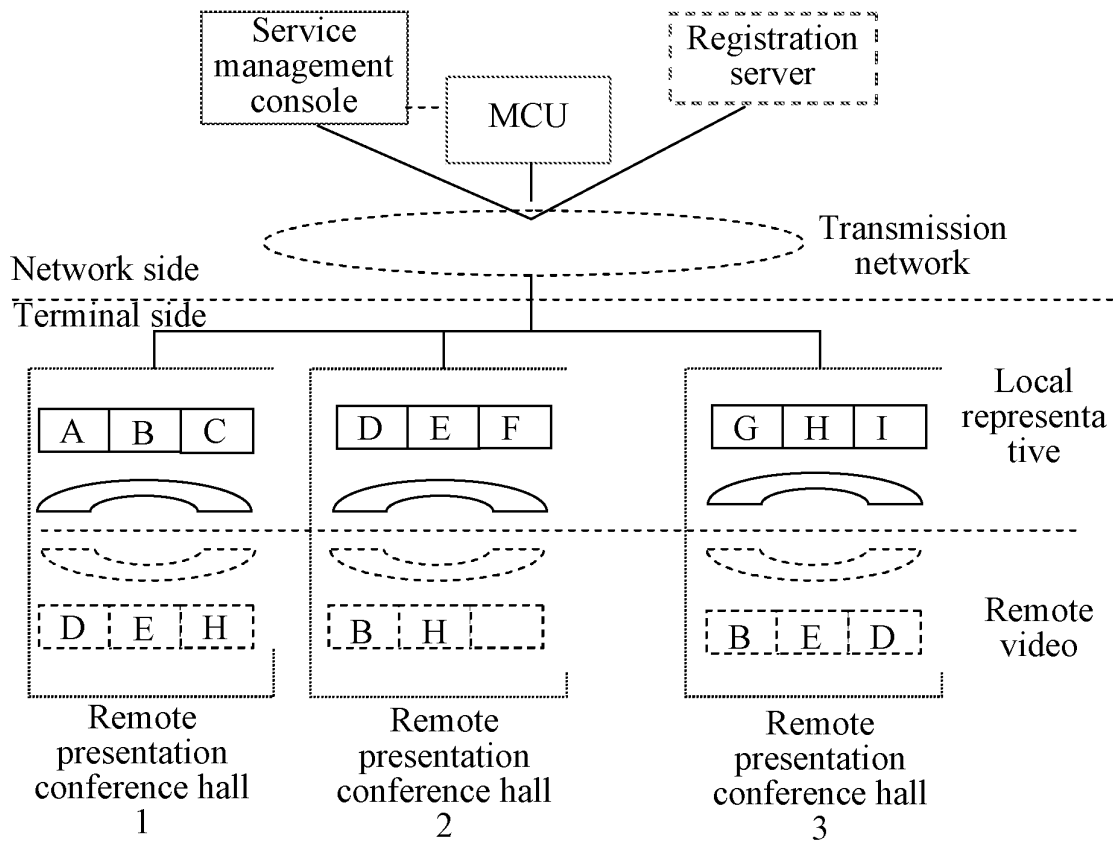 Service
management
console
MCU
Registration
server
Transmission
network
Network side
Terminal side
A B C
D E F
G H I
Local
representa
tive
D E H
B H
B E D
Remote
video
Remote
presentation
conference hall
1
Remote
presentation
conference hall
2
Remote
presentation
conference hall
3